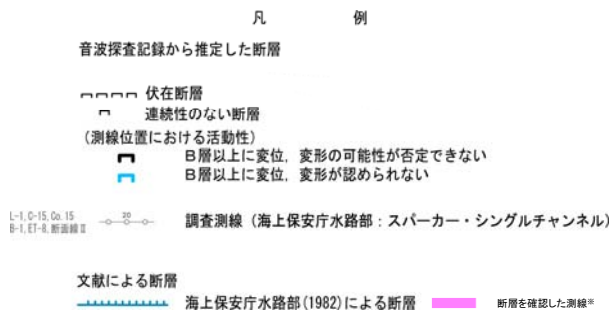 凡 例
音波探査記録から推定した断層
伏在断層
連続性のない断層
(測線位置における活動性)
B層以上に変位，変形の可能性が否定できない
B層以上に変位，変形が認められない
L-1, C-15, Co. 15
B-1, ET-8, 断面線Ⅱ
20
調査測線 (海上保安庁水路部：スパーカー・シングルチャンネル)
文献による断層
海上保安庁水路部(1982)による断層
断層を確認した測線※